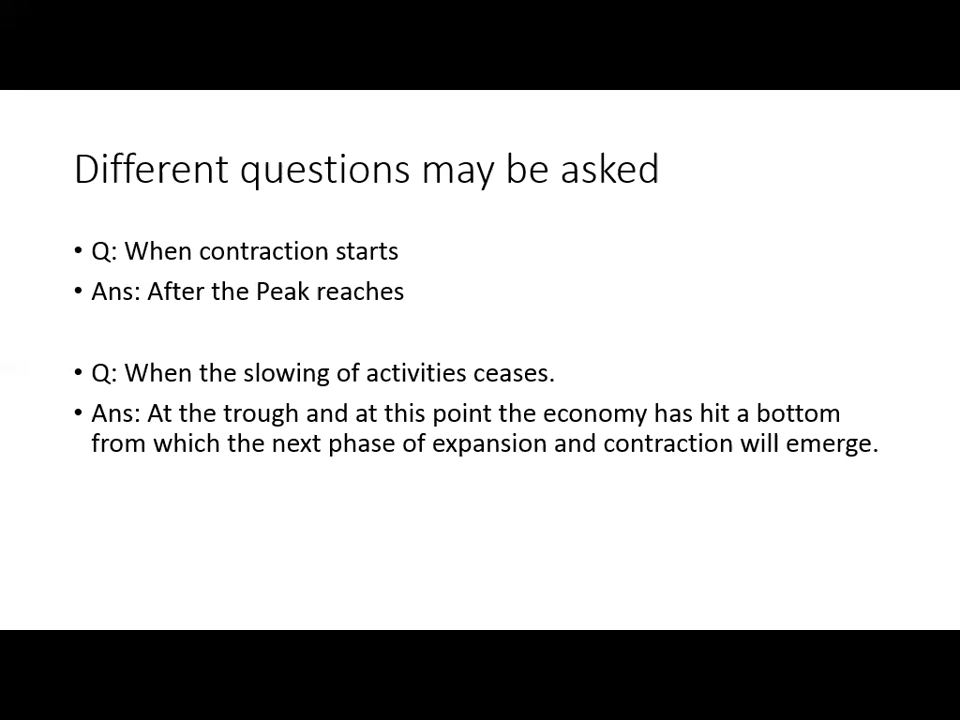 Different questions may be asked
• Q: When contraction starts
• Ans: After the Peak reaches
• Q: When the slowing of activities ceases.
• Ans: At the trough and at this point the economy has hit a bottom
from which the next phase of expansion and contraction will emerge.